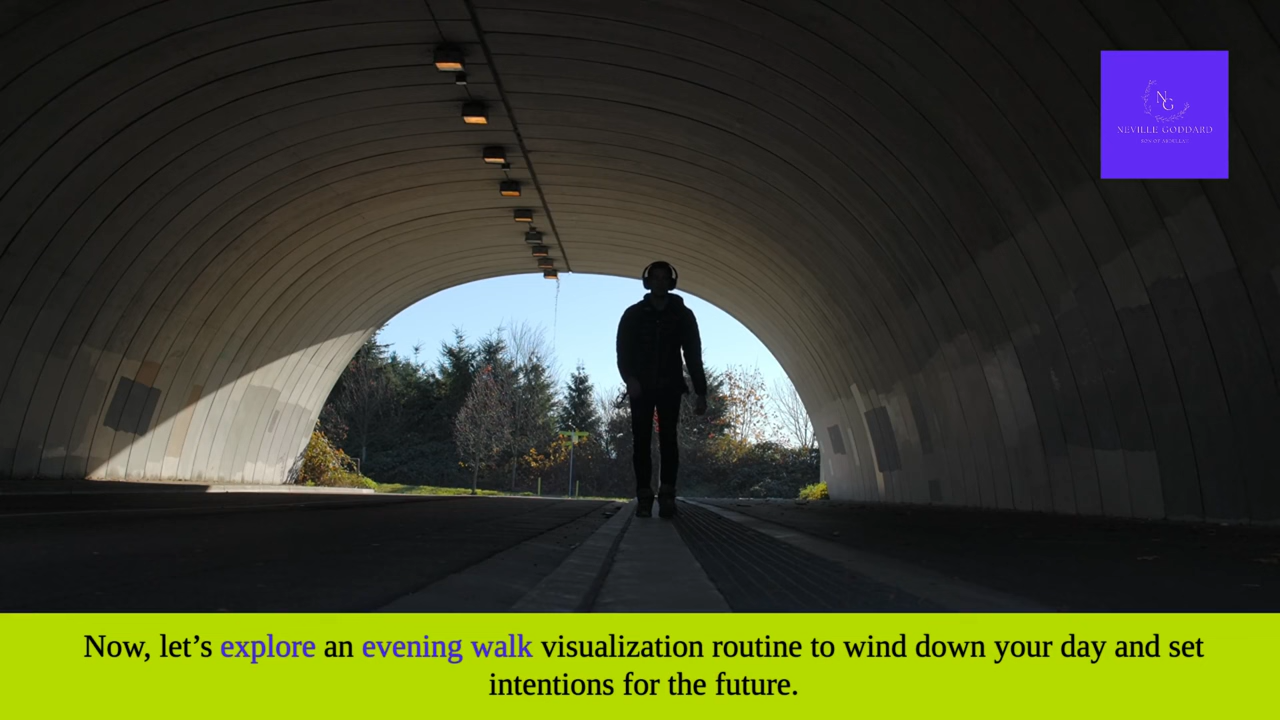 NG
NEVILLE GODDARD
Now, let’s explore an evening walk visualization routine to wind down your day and set
intentions for the future.